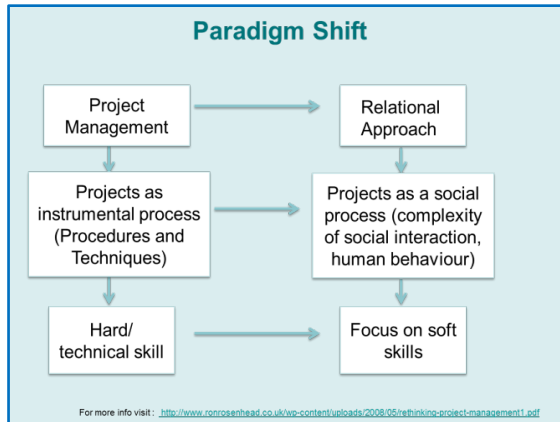 Paradigm Shift
Project
Management
Relational
Approach
Projects as
instrumental process
(Procedures and
Techniques)
Projects as a social
process (complexity
of social interaction,
human behaviour)
Hard/
technical skill
Focus on soft
skills
For more info visit : http://www.ronrosenhead.co.uk/wp-content/uploads/2008/05/rethinking-project-management1.pdf